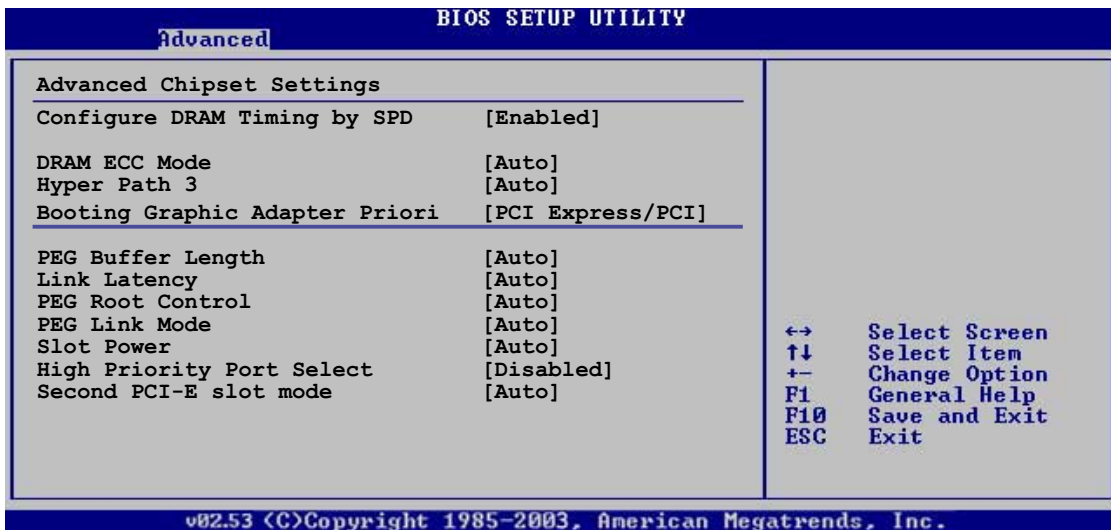 BIOS SETUP UTILITY
Advanced
Advanced Chipset Settings
Configure DRAM Timing by SPD [Enabled]
DRAM ECC Mode [Auto]
Hyper Path 3 [Auto]
Booting Graphic Adapter Priori [PCI Express/PCI]
PEG Buffer Length [Auto]
Link Latency [Auto]
PEG Root Control [Auto]
PEG Link Mode [Auto]
Slot Power [Auto]
High Priority Port Select [Disabled]
Second PCI-E slot mode [Auto]
←→ Select Screen
↑↓ Select Item
+- Change Option
F1 General Help
F10 Save and Exit
ESC Exit
v02.53 (C)Copyright 1985-2003, American Megatrends, Inc.